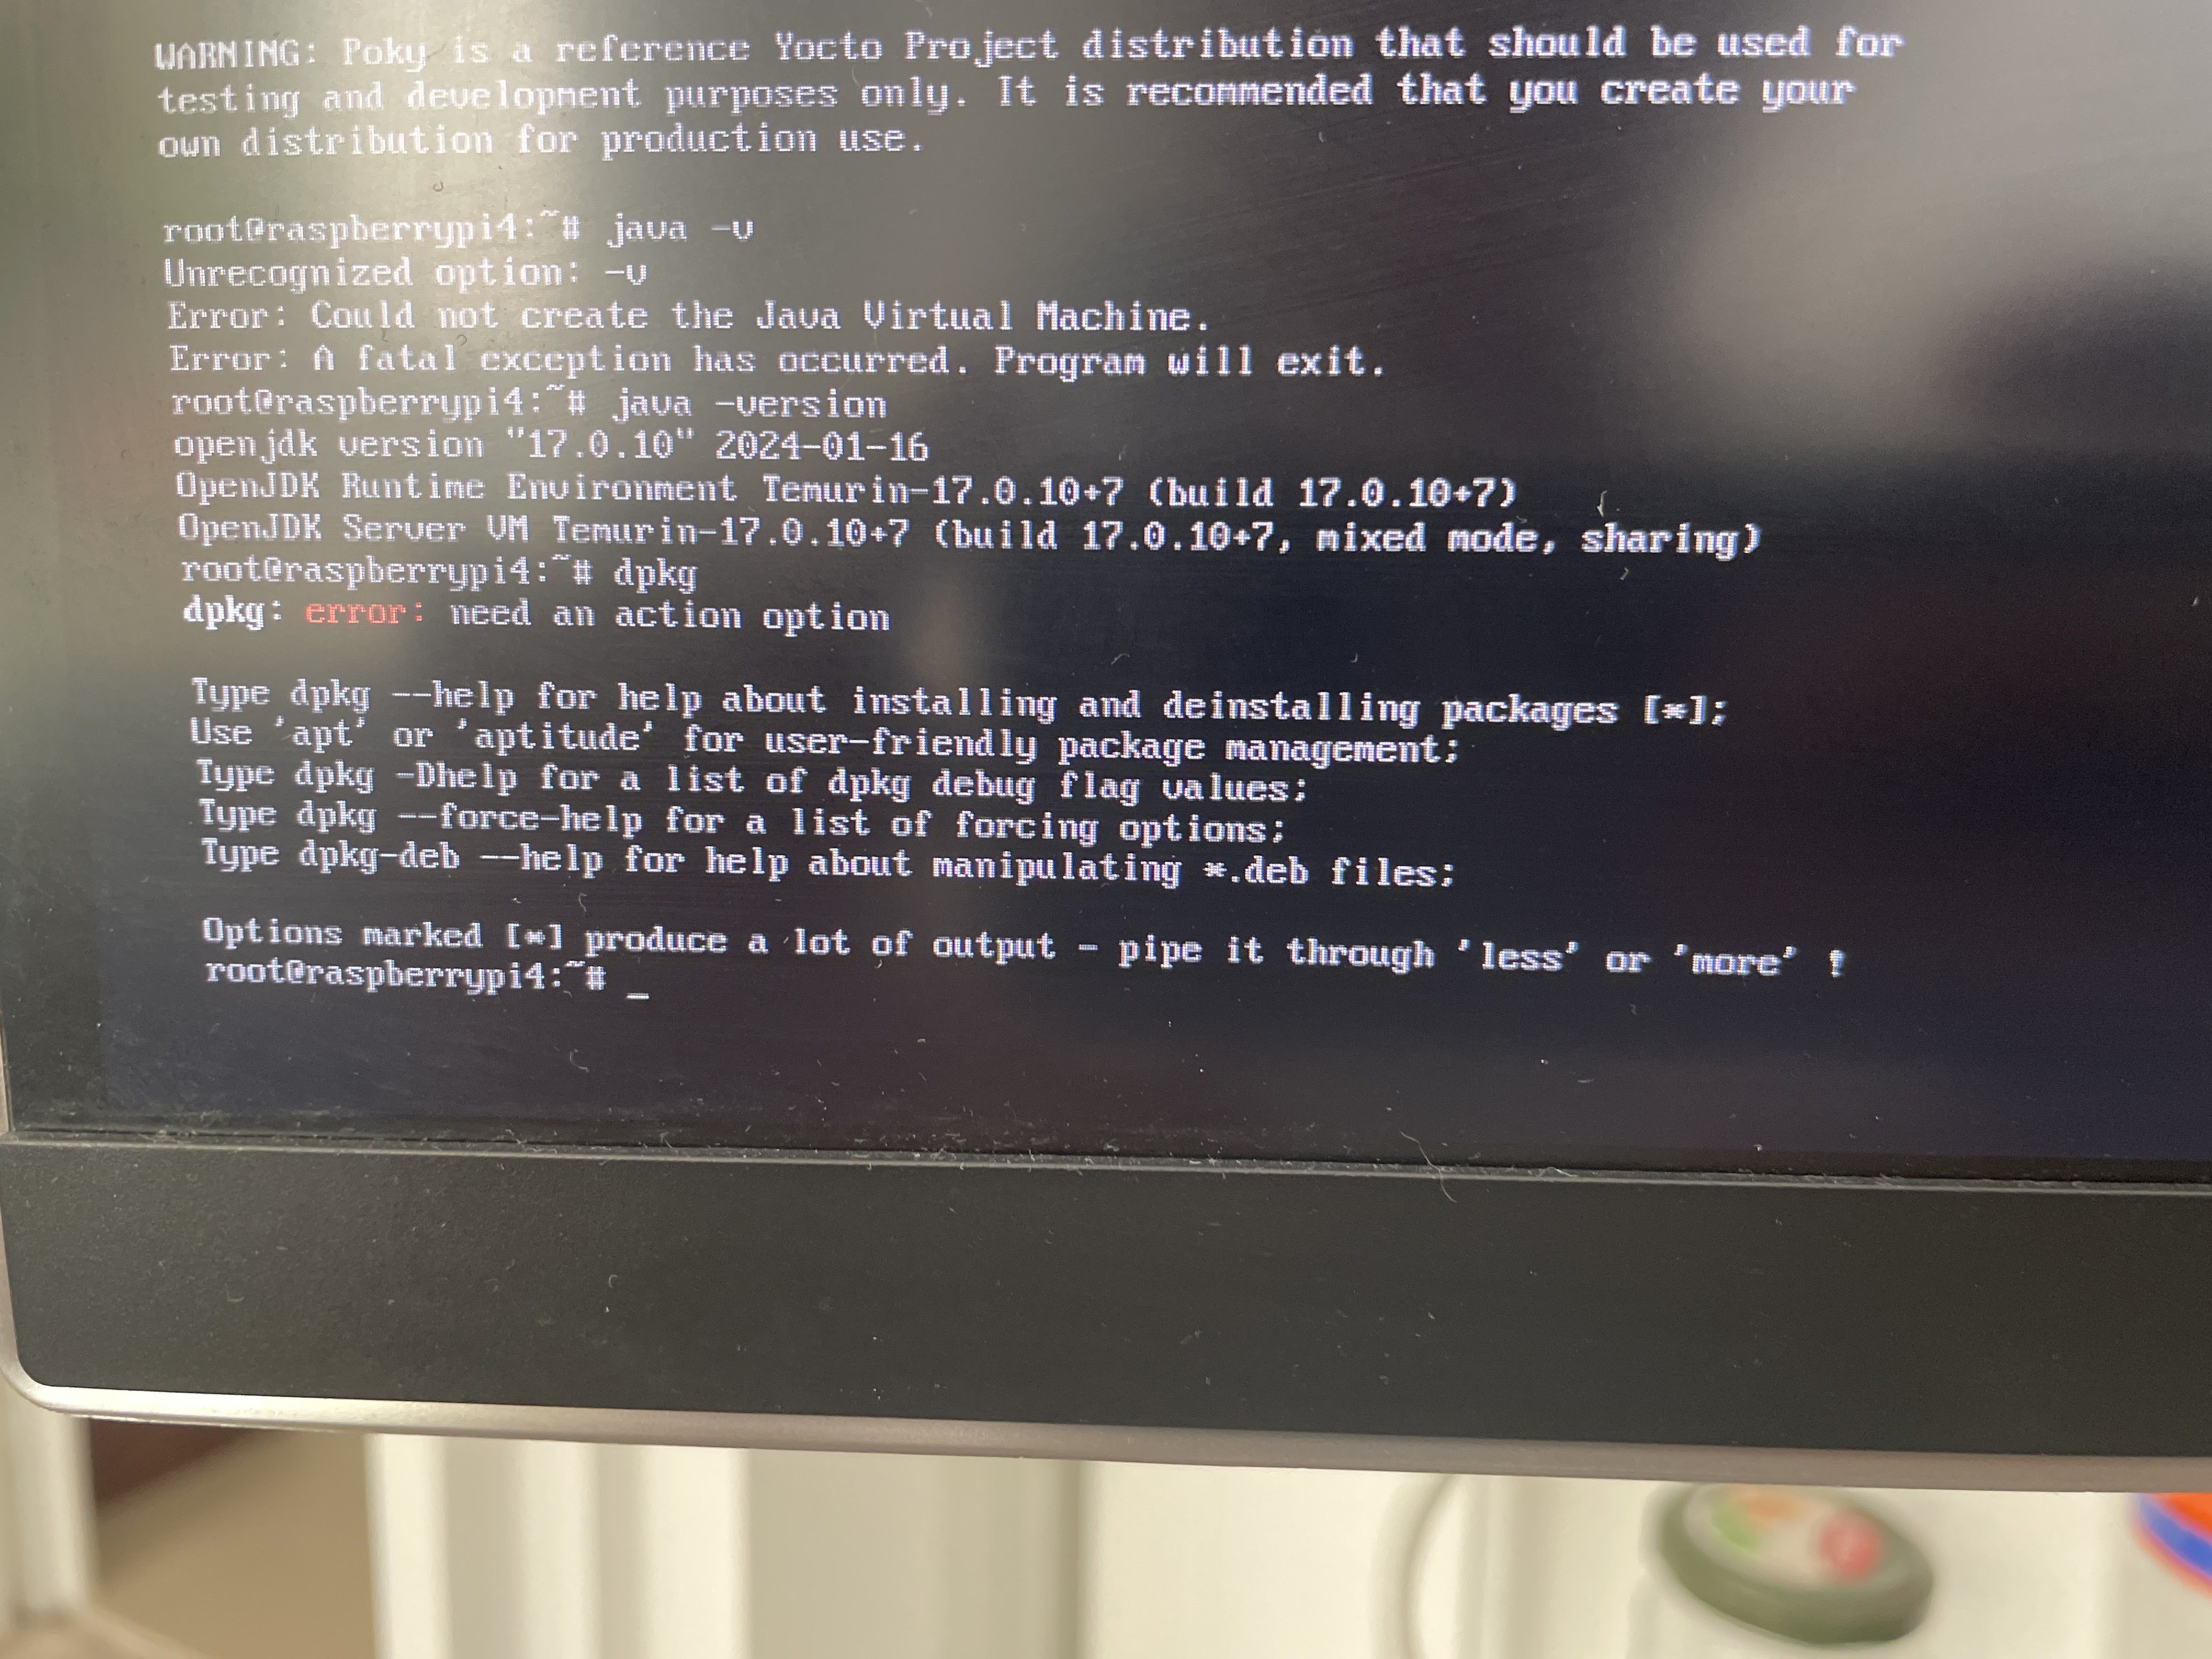 WARNING: Poky is a reference Yocto Project distribution that should be used for
testing and development purposes only. It is recommended that you create your
own distribution for production use.
root@raspberrypi4:~# java -v
Unrecognized option: -v
Error: Could not create the Java Virtual Machine.
Error: A fatal exception has occurred. Program will exit.
root@raspberrypi4:~# java -version
openjdk version "17.0.10" 2024-01-16
OpenJDK Runtime Environment Temurin-17.0.10+7 (build 17.0.10+7)
OpenJDK Server VM Temurin-17.0.10+7 (build 17.0.10+7, mixed mode, sharing)
root@raspberrypi4:~# dpkg
dpkg: error: need an action option
Type dpkg --help for help about installing and deinstalling packages [*];
Use 'apt' or 'aptitude' for user-friendly package management;
Type dpkg -Dhelp for a list of dpkg debug flag values;
Type dpkg --force-help for a list of forcing options;
Type dpkg-deb --help for help about manipulating *.deb files;
Options marked [*] produce a lot of output - pipe it through 'less' or 'more' !
root@raspberrypi4:~# _